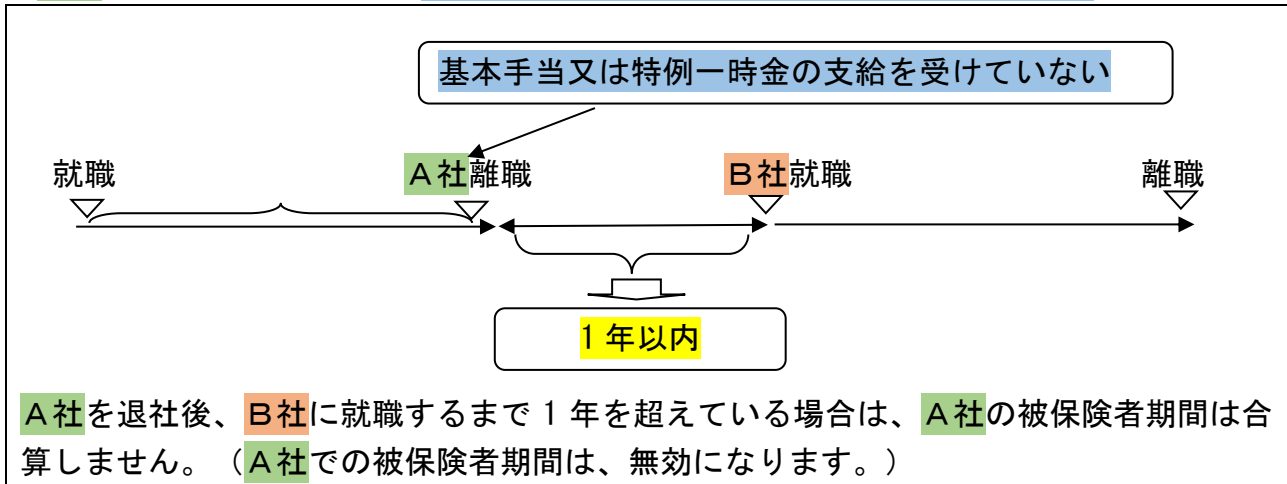 基本手当又は特例一時金の支給を受けていない
就職 A社離職 B社就職 離職
1年以内
A社を退社後、B社に就職するまで1年を超えている場合は、A社の被保険者期間は合
算しません。（A社での被保険者期間は、無効になります。）